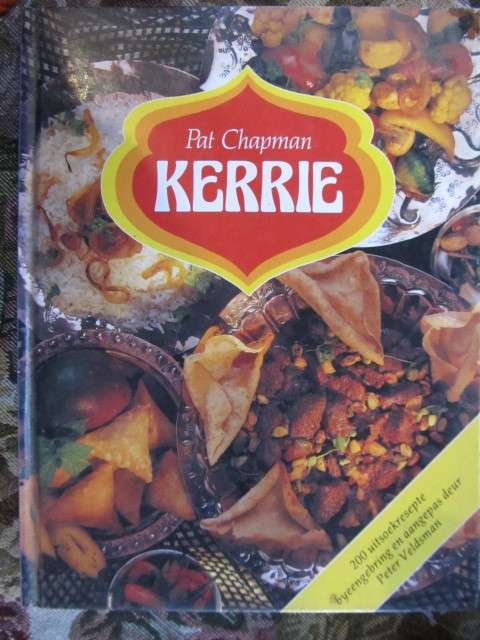 Pat Chapman
KERRIE
200 uitsoekresepte
byeengebring en aangepas deur
Peter Veldsman